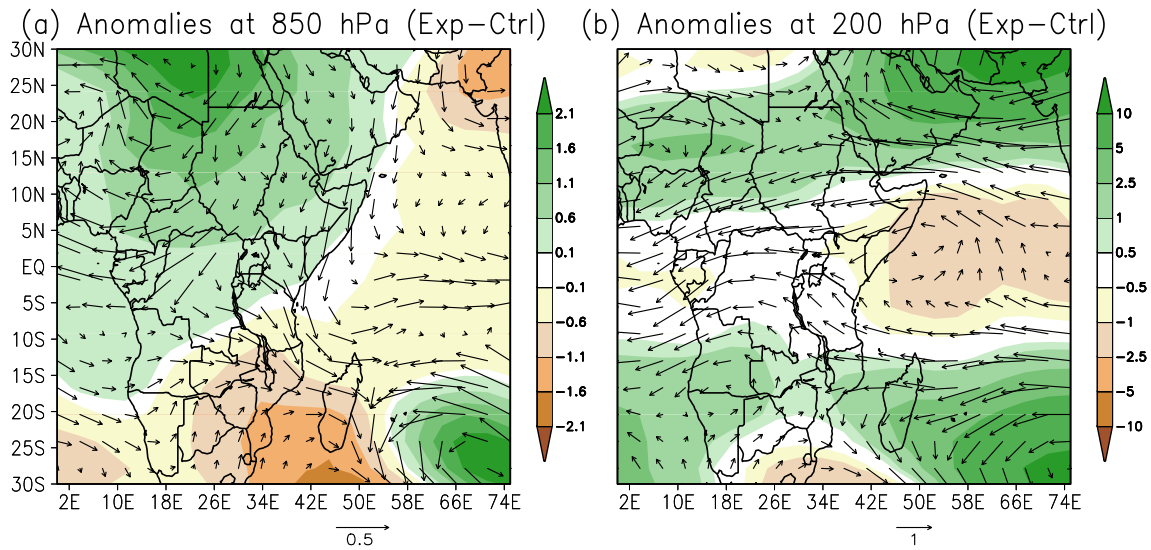 (a) Anomalies at 850 hPa (Exp−Ctrl)
30N
25N
20N
15N
10N
5N
EQ
5S
10S
15S
20S
25S
30S
2E 10E 18E 26E 34E 42E 50E 58E 66E 74E
0.5
2.1
1.6
1.1
0.6
0.1
−0.1
−0.6
−1.1
−1.6
−2.1
(b) Anomalies at 200 hPa (Exp−Ctrl)
2E 10E 18E 26E 34E 42E 50E 58E 66E 74E
1
10
5
2.5
1
0.5
−0.5
−1
−2.5
−5
−10